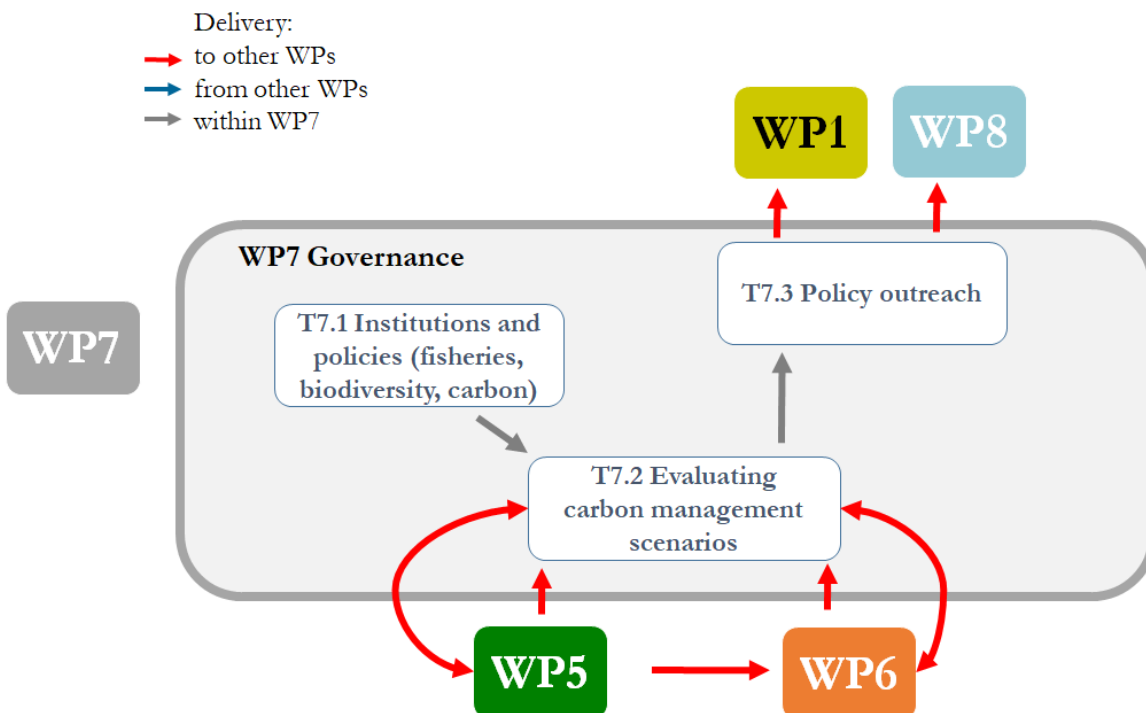 Delivery:
to other WPs
from other WPs
within WP7
WP1
WP8
WP7 Governance
T7.3 Policy outreach
WP7
T7.1 Institutions and
policies (fisheries,
biodiversity, carbon)
T7.2 Evaluating
carbon management
scenarios
WP5
WP6